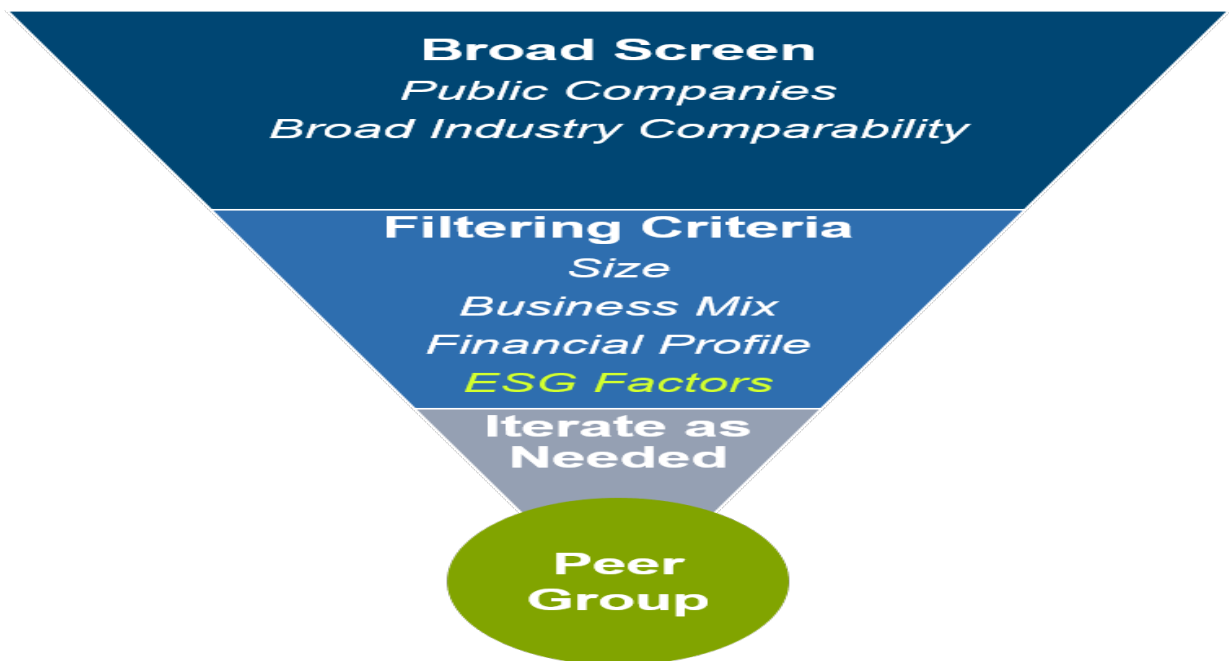 Broad Screen
Public Companies
Broad Industry Comparability
Filtering Criteria
Size
Business Mix
Financial Profile
ESG Factors
Iterate as
Needed
Peer
Group